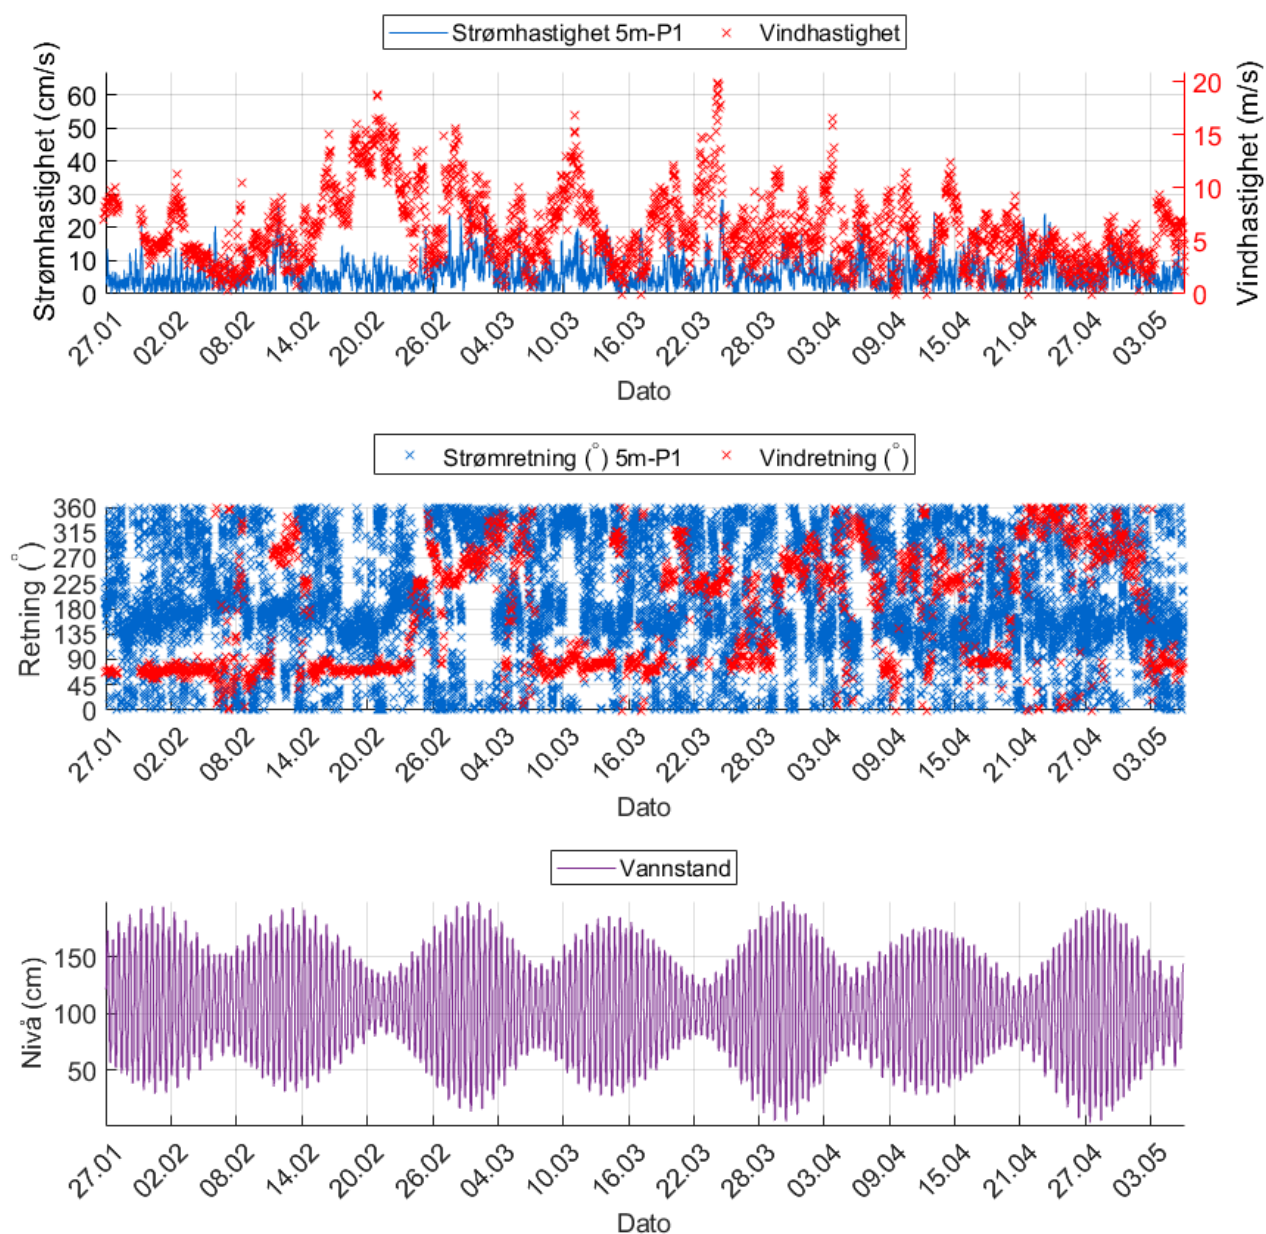 Strømhastighet 5m-P1 Vindhastighet
Strømhastighet (cm/s)
60
50
40
30
20
10
0
Vindhastighet (m/s)
20
15
10
5
0
27.01 02.02 08.02 14.02 20.02 26.02 04.03 10.03 16.03 22.03 28.03 03.04 09.04 15.04 21.04 27.04 03.05
Dato
Strømretning (°) 5m-P1 Vindretning (°)
Retning (°)
360
315
270
225
180
135
90
45
0
27.01 02.02 08.02 14.02 20.02 26.02 04.03 10.03 16.03 22.03 28.03 03.04 09.04 15.04 21.04 27.04 03.05
Dato
Vannstand
Nivå (cm)
150
100
50
27.01 02.02 08.02 14.02 20.02 26.02 04.03 10.03 16.03 22.03 28.03 03.04 09.04 15.04 21.04 27.04 03.05
Dato